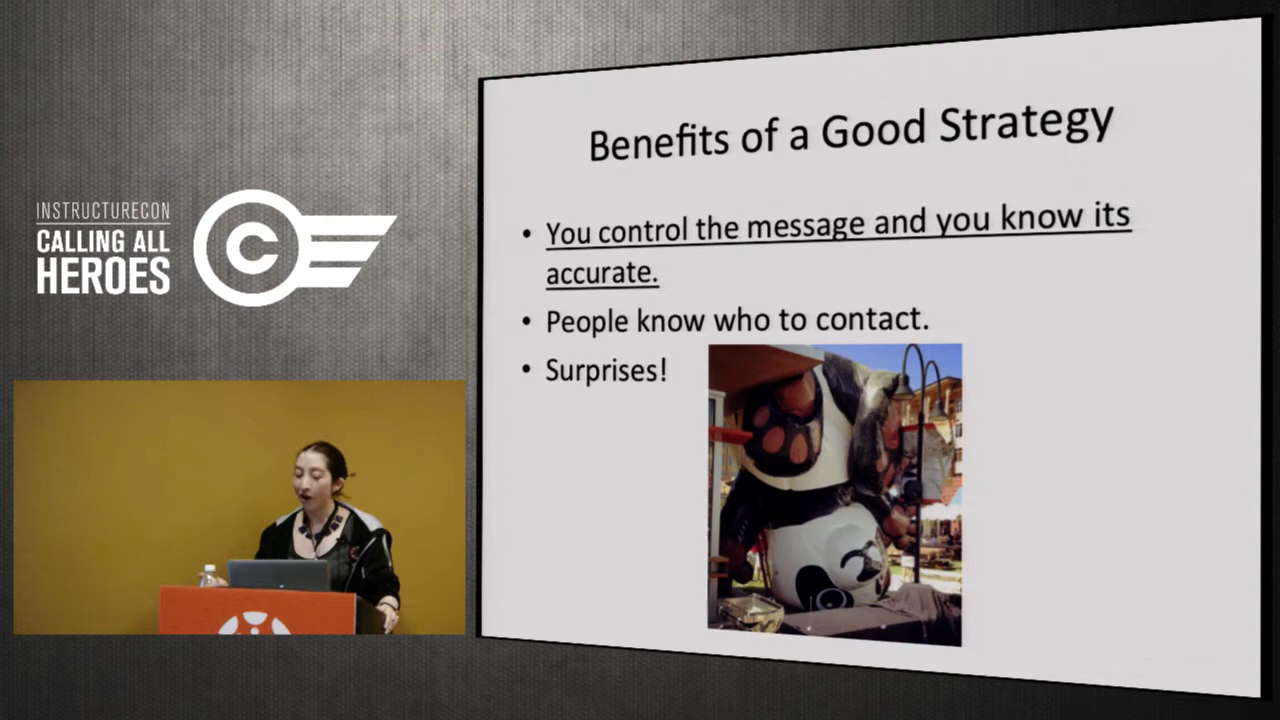 INSTRUCTURECON
CALLING ALL
HEROES
C
Benefits of a Good Strategy
• You control the message and you know its
accurate.
• People know who to contact.
• Surprises!